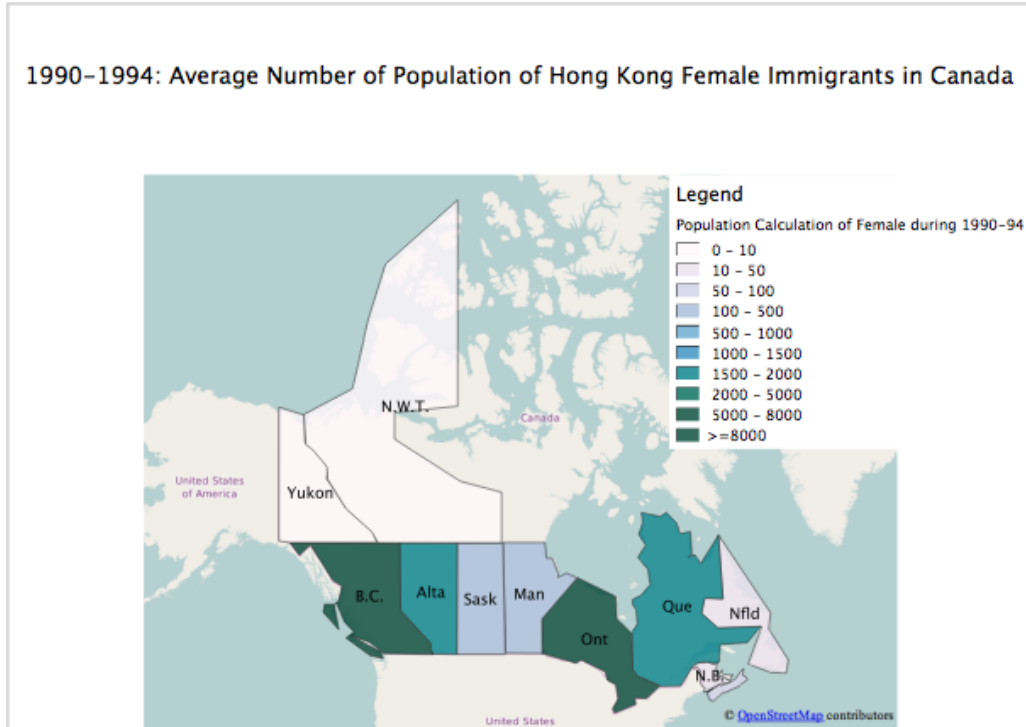 1990-1994: Average Number of Population of Hong Kong Female Immigrants in Canada
Legend
Population Calculation of Female during 1990-94
0 - 10
10 - 50
50 - 100
100 - 500
500 - 1000
1000 - 1500
1500 - 2000
2000 - 5000
5000 - 8000
>=8000
N.W.T.
Canada
United States
of America
Yukon
B.C.
Alta
Sask
Man
Ont
Que
Nfld
N.B.
United States
© OpenStreetMap contributors